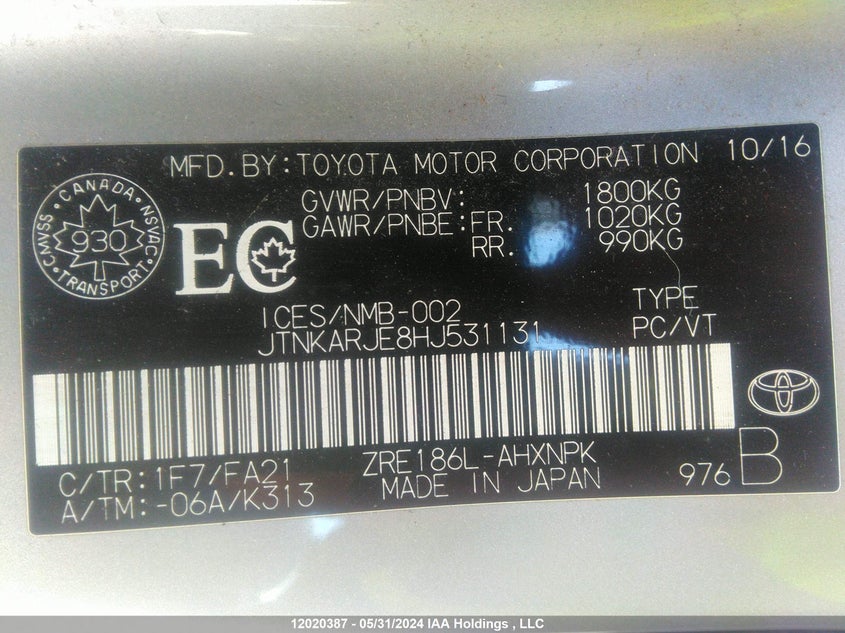 MFD.BY:TOYOTA MOTOR CORPORATION 10/16
GVWR/PNBV: 1800KG
GAWR/PNBE:FR. 1020KG
RR. 990KG
CANADA
CMVSS 930 NSVAC
TRANSPORT
EC
ICES/NMB-002 TYPE
JTNKARJE8HJ531131 PC/VT
C/TR:1F7/FA21 ZRE186L-AHXNPK
A/TM:-06A/K313 MADE IN JAPAN 976 B
12020387 - 05/31/2024 IAA Holdings , LLC